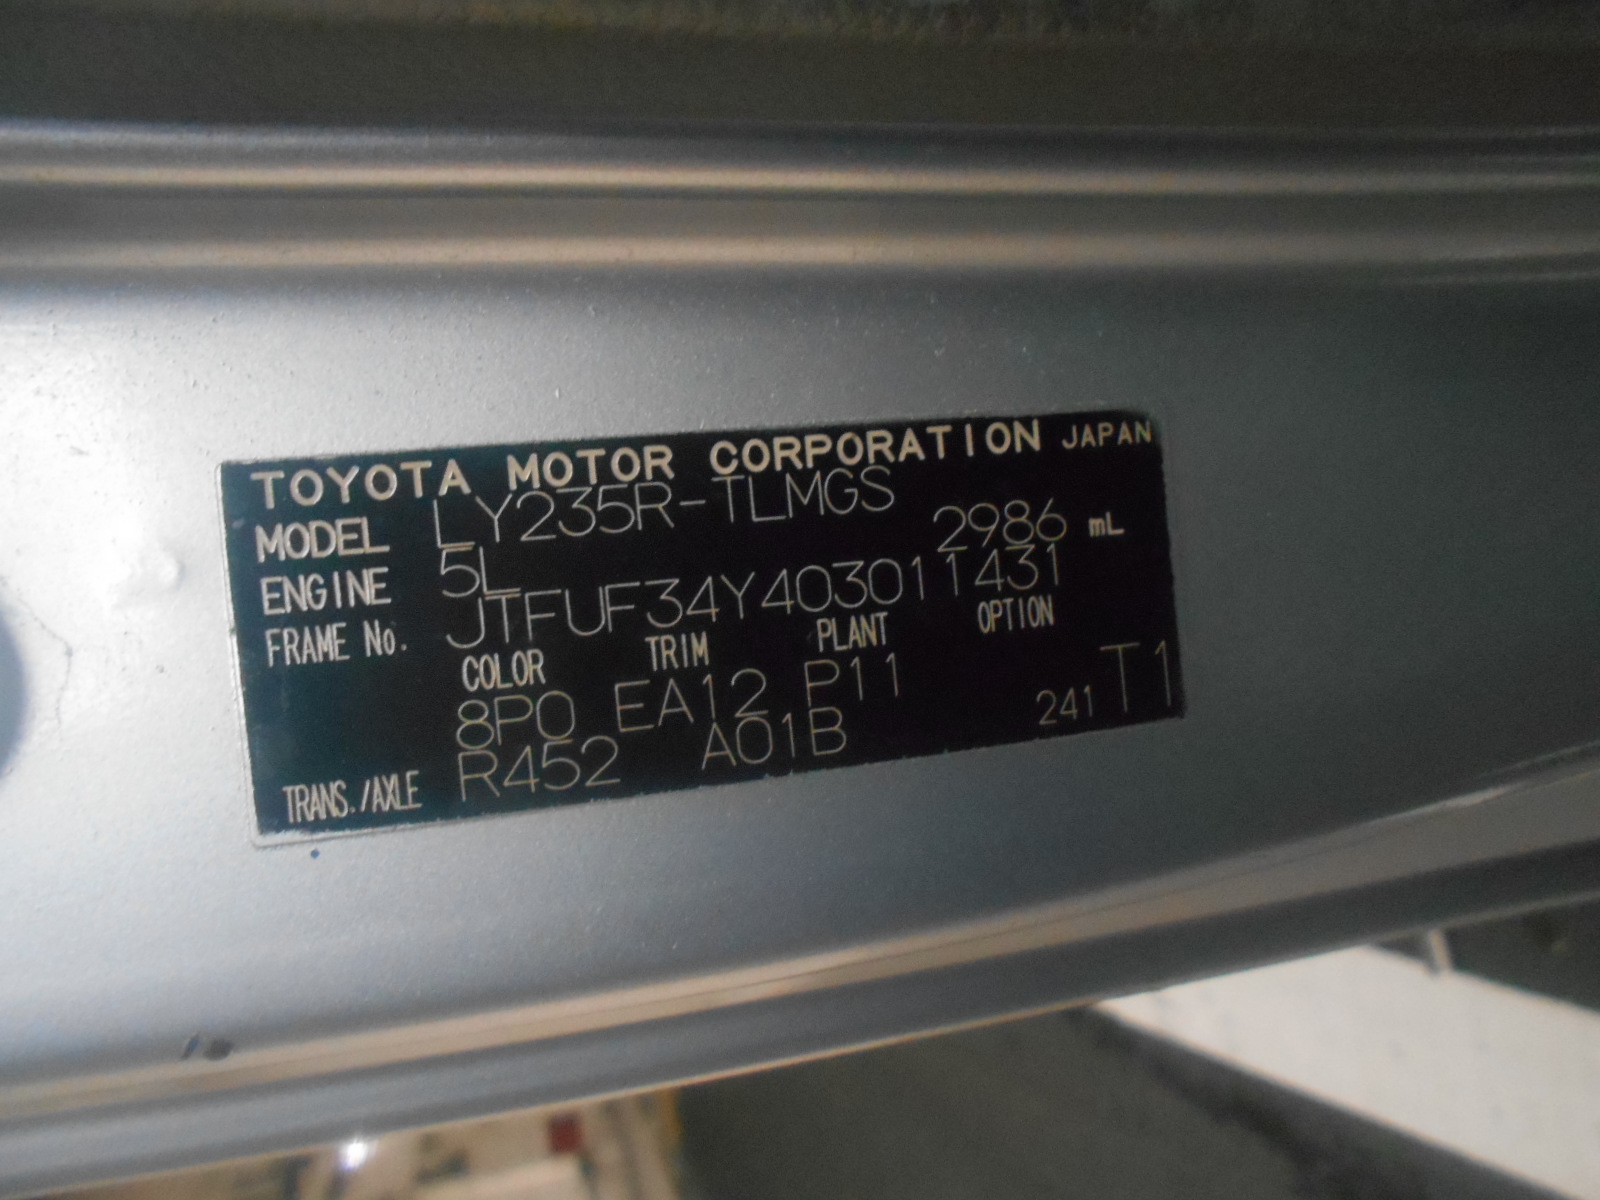 TOYOTA MOTOR CORPORATION JAPAN
MODEL LY235R-TLMGS
ENGINE 5L 2986 mL
FRAME No. JTFUF34Y403011431
COLOR TRIM PLANT OPTION
8P0 EA12 P11
TRANS./AXLE R452 A01B 241 T1